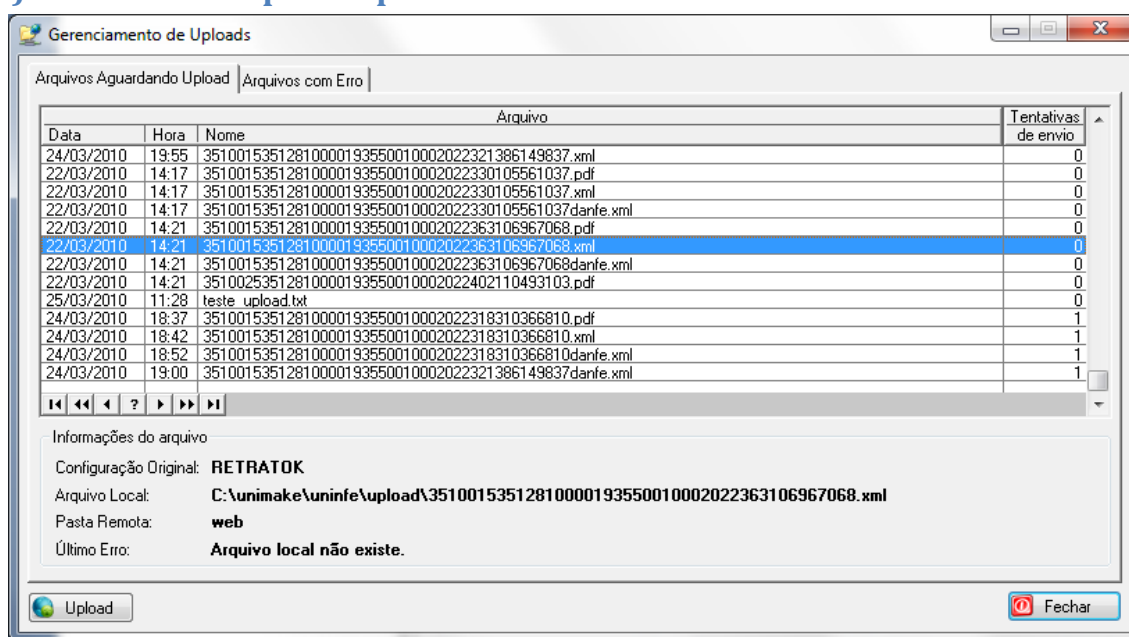 Gerenciamento de Uploads
Arquivos Aguardando Upload Arquivos com Erro
Arquivo Tentativas
Data Hora Nome de envio
24/03/2010 19:55 35100153512810000193550010002022321386149837.xml 0
22/03/2010 14:17 35100153512810000193550010002022330105561037.pdf 0
22/03/2010 14:17 35100153512810000193550010002022330105561037.xml 0
22/03/2010 14:17 35100153512810000193550010002022330105561037danfe.xml 0
22/03/2010 14:21 35100153512810000193550010002022363106967068.pdf 0
22/03/2010 14:21 35100153512810000193550010002022363106967068.xml 0
22/03/2010 14:21 35100153512810000193550010002022363106967068danfe.xml 0
22/03/2010 14:21 35100253512810000193550010002022402110493103.pdf 0
25/03/2010 11:28 teste_upload.txt 0
24/03/2010 18:37 35100153512810000193550010002022318310366810.pdf 1
24/03/2010 18:42 35100153512810000193550010002022318310366810.xml 1
24/03/2010 18:52 35100153512810000193550010002022318310366810danfe.xml 1
24/03/2010 19:00 35100153512810000193550010002022321386149837danfe.xml 1
?
Informações do arquivo
Configuração Original: RETRATOK
Arquivo Local: C:\unimake\uninfe\upload\35100153512810000193550010002022363106967068.xml
Pasta Remota: web
Último Erro: Arquivo local não existe.
Upload Fechar